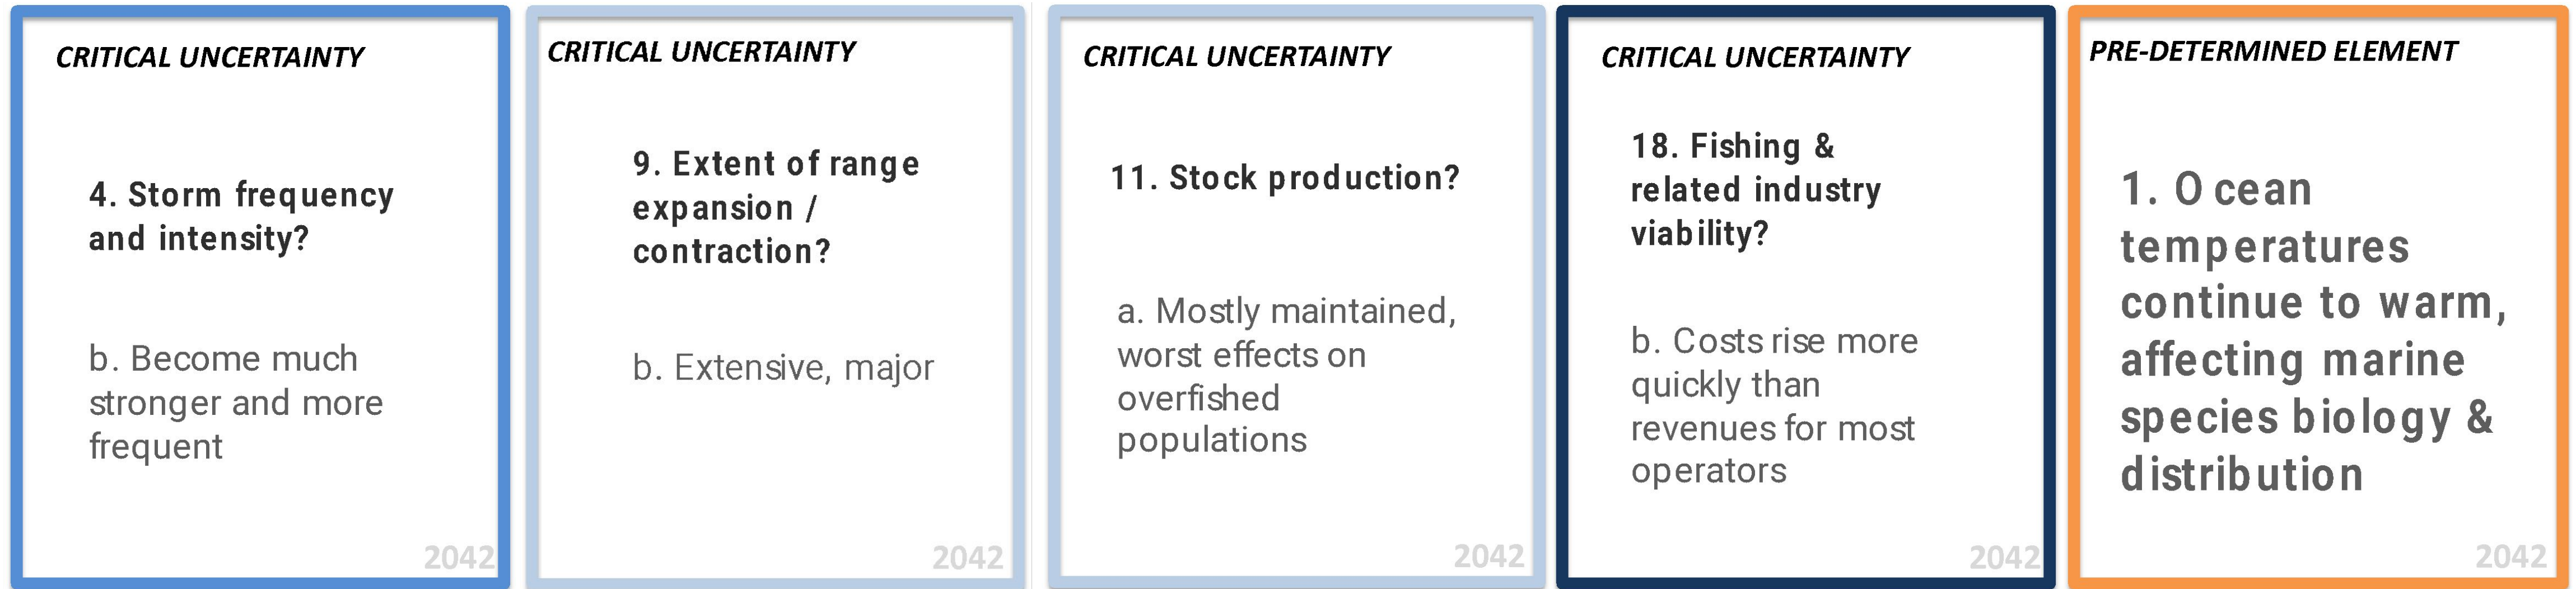 CRITICAL UNCERTAINTY
4. Storm frequency
and intensity?
b. Become much
stronger and more
frequent
2042
CRITICAL UNCERTAINTY
9. Extent of range
expansion /
contraction?
b. Extensive, major
2042
CRITICAL UNCERTAINTY
11. Stock production?
a. Mostly maintained,
worst effects on
overfished
populations
2042
CRITICAL UNCERTAINTY
18. Fishing &
related industry
viability?
b. Costs rise more
quickly than
revenues for most
operators
2042
PRE-DETERMINED ELEMENT
1. O cean
temperatures
continue to warm,
affecting marine
species biology &
distribution
2042